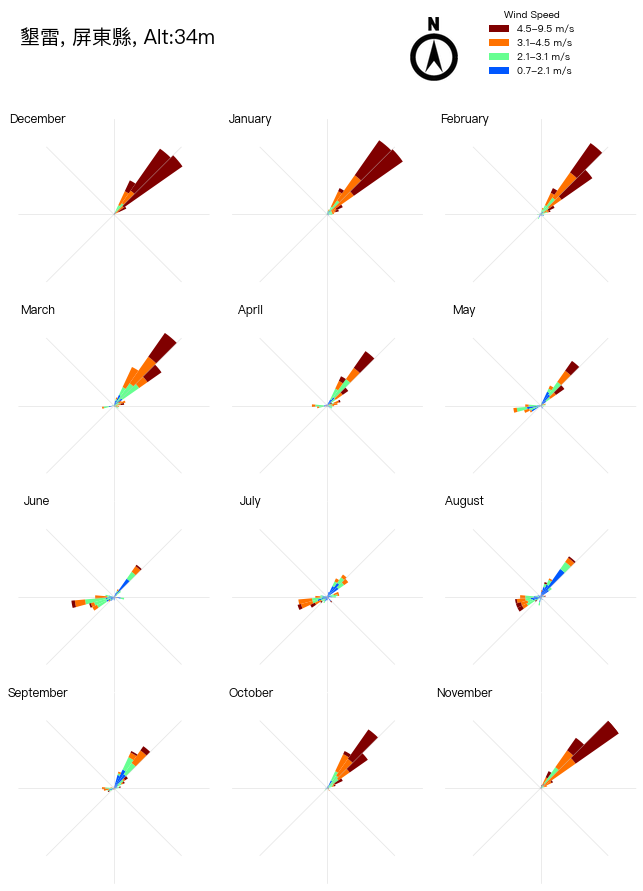 墾雷, 屏東縣, Alt:34m
N
Wind Speed
4.5–9.5 m/s
3.1–4.5 m/s
2.1–3.1 m/s
0.7–2.1 m/s
December
January
February
March
April
May
June
July
August
September
October
November